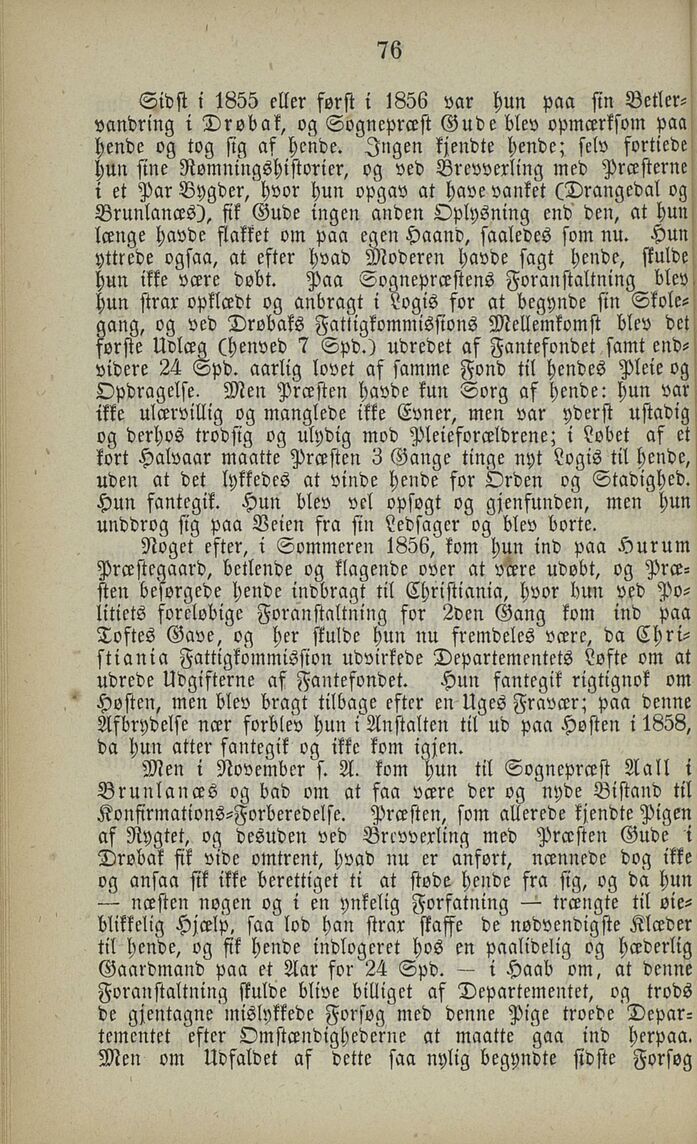 76
Sidst i 1855 eller først i 1856 var hun paa sin Betler-
vandring i Drøbak, og Sognepræst Gude blev opmærksom paa
hende og tog sig af hende. Ingen kjendte hende; selv fortiede
hun sine Rømningshistorier, og ved Brevverling med Præsterne
i et Par Bygder, hvor hun opgav at have vanket (Drangedal og
Brunlanæs), fik Gude ingen anden Oplysning end den, at hun
længe havde flakket om paa egen Haand, saaledes som nu. Hun
yttrede ogsaa, at efter hvad Moderen havde sagt hende, skulde
hun ikke være døbt. Paa Sognepræstens Foranstaltning blev
hun strax opklædt og anbragt i Logis for at begynde sin Skole-
gang, og ved Drøbaks Fattigkommissions Mellemkomst blev det
første Udlæg (henved 7 Spd.) udredet af Fantefondet samt end-
videre 24 Spd. aarlig lovet af samme Fond til hendes Pleie og
Opdragelse. Men Præsten havde kun Sorg af hende: hun var
ikke ulærvillig og manglede ikke Evner, men var yderst ustadig
og derhos trodsig og ulydig mod Pleieforældrene; i Løbet af et
kort Halvaar maatte Præsten 3 Gange tinge nyt Logis til hende,
uden at det lykkedes at vinde hende for Orden og Stadighed.
Hun fantegik. Hun blev vel opsøgt og gjenfunden, men hun
unddrog sig paa Veien fra sin Ledsager og blev borte.
Noget efter, i Sommeren 1856, kom hun ind paa Hurum
Præstegaard, betlende og klagende over at være udøbt, og Præ-
sten besørgede hende indbragt til Christiania, hvor hun ved Po-
litiets foreløbige Foranstaltning for 2den Gang kom ind paa
Toftes Gave, og her skulde hun nu fremdeles være, da Chri-
stiania Fattigkommission udvirkede Departementets Løfte om at
udrede Udgifterne af Fantefondet. Hun fantegik rigtignok om
Høsten, men blev bragt tilbage efter en Uges Fravær; paa denne
Afbrydelse nær forblev hun i Anstalten til ud paa Høsten i 1858,
da hun atter fantegik og ikke kom igjen.
Men i November s. A. kom hun til Sognepræst Aall i
Brunlanæs og bad om at faa være der og nyde Bistand til
Konfirmations-Forberedelse. Præsten, som allerede kjendte Pigen
af Rygtet, og desuden ved Brevverling med Præsten Gude i
Drøbak fik vide omtrent, hvad nu er anført, nænnede dog ikke
og ansaa sik ikke berettiget ti at støde hende fra sig, og da hun
— næsten nøgen og i en ynkelig Forfatning — trængte til øie-
blikkelig Hjælp, saa lod han strax skaffe de nødvendigste Klæder
til hende, og fik hende indlogeret hos en paalidelig og hæderlig
Gaardmand paa et Aar for 24 Spd. — i Haab om, at denne
Foranstaltning skulde blive billiget af Departementet, og trods
de gjentagne mislykkede Forsøg med denne Pige troede Depar-
tementet efter Omstændighederne at maatte gaa ind herpaa.
Men om Udfaldet af dette saa nylig begyndte sidste Forsøg